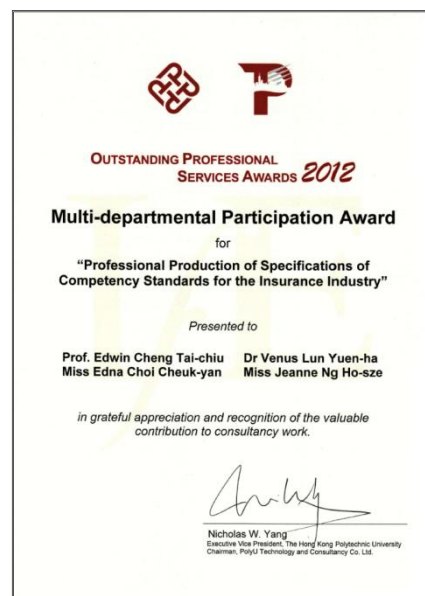 OUTSTANDING PROFESSIONAL
SERVICES AWARDS 2012
Multi-departmental Participation Award
for
“Professional Production of Specifications of
Competency Standards for the Insurance Industry”
Presented to
Prof. Edwin Cheng Tai-chiu Dr Venus Lun Yuen-ha
Miss Edna Choi Cheuk-yan Miss Jeanne Ng Ho-sze
in grateful appreciation and recognition of the valuable
contribution to consultancy work.
Nicholas W. Yang
Executive Vice President, The Hong Kong Polytechnic University
Chairman, PolyU Technology and Consultancy Co. Ltd.